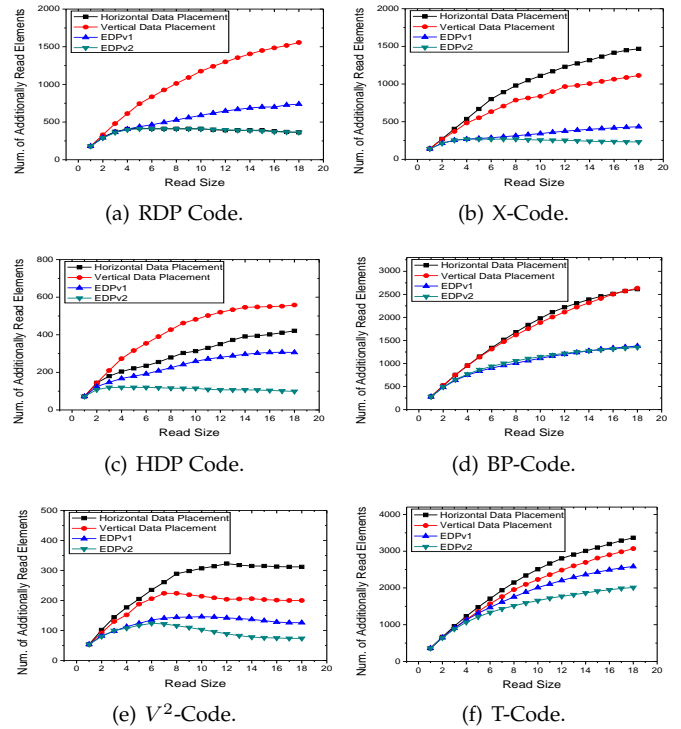 Num. of Additionally Read Elements
2000
1500
1000
500
0
Horizontal Data Placement
Vertical Data Placement
EDPv1
EDPv2
0 2 4 6 8 10 12 14 16 18 20
Read Size
(a) RDP Code.
Num. of Additionally Read Elements
2000
1500
1000
500
0
Horizontal Data Placement
Vertical Data Placement
EDPv1
EDPv2
0 2 4 6 8 10 12 14 16 18 20
Read Size
(b) X-Code.
Num. of Additionally Read Elements
800
600
400
200
0
Horizontal Data Placement
Vertical Data Placement
EDPv1
EDPv2
0 2 4 6 8 10 12 14 16 18 20
Read Size
(c) HDP Code.
Num. of Additionally Read Elements
3000
2500
2000
1500
1000
500
0
Horizontal Data Placement
Vertical Data Placement
EDPv1
EDPv2
0 2 4 6 8 10 12 14 16 18 20
Read Size
(d) BP-Code.
Num. of Additionally Read Elements
500
400
300
200
100
0
Horizontal Data Placement
Vertical Data Placement
EDPv1
EDPv2
0 2 4 6 8 10 12 14 16 18 20
Read Size
(e) V²-Code.
Num. of Additionally Read Elements
4000
3000
2000
1000
0
Horizontal Data Placement
Vertical Data Placement
EDPv1
EDPv2
0 2 4 6 8 10 12 14 16 18 20
Read Size
(f) T-Code.